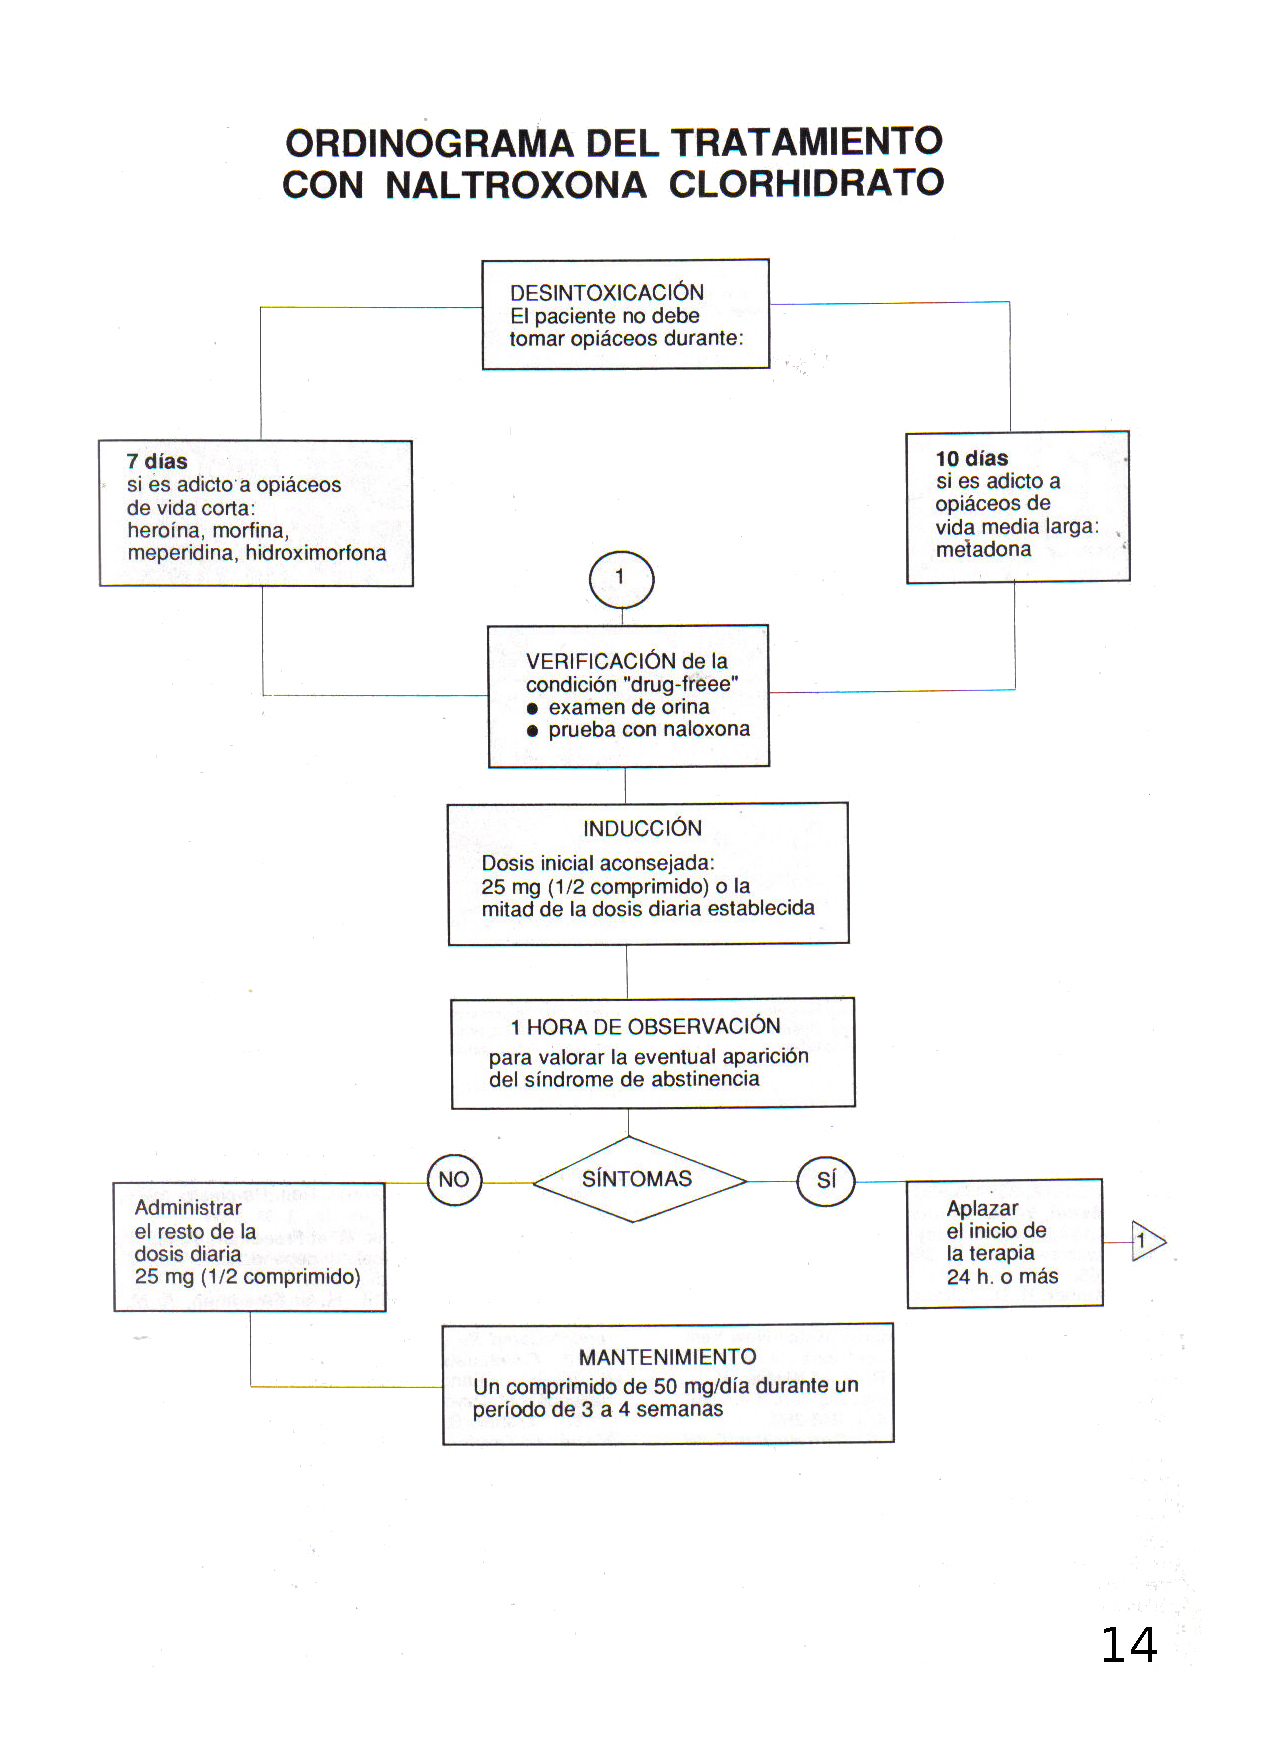 ORDINOGRAMA DEL TRATAMIENTO
CON NALTROXONA CLORHIDRATO
DESINTOXICACIÓN
El paciente no debe
tomar opiáceos durante:
7 días
si es adicto a opiáceos
de vida corta:
heroína, morfina,
meperidina, hidroximorfona
10 días
si es adicto a
opiáceos de
vida media larga:
metadona
1
VERIFICACIÓN de la
condición "drug-freee"
● examen de orina
● prueba con naloxona
INDUCCIÓN
Dosis inicial aconsejada:
25 mg (1/2 comprimido) o la
mitad de la dosis diaria establecida
1 HORA DE OBSERVACIÓN
para valorar la eventual aparición
del síndrome de abstinencia
NO
SÍNTOMAS
SÍ
Administrar
el resto de la
dosis diaria
25 mg (1/2 comprimido)
Aplazar
el inicio de
la terapia
24 h. o más
1
MANTENIMIENTO
Un comprimido de 50 mg/día durante un
período de 3 a 4 semanas
14